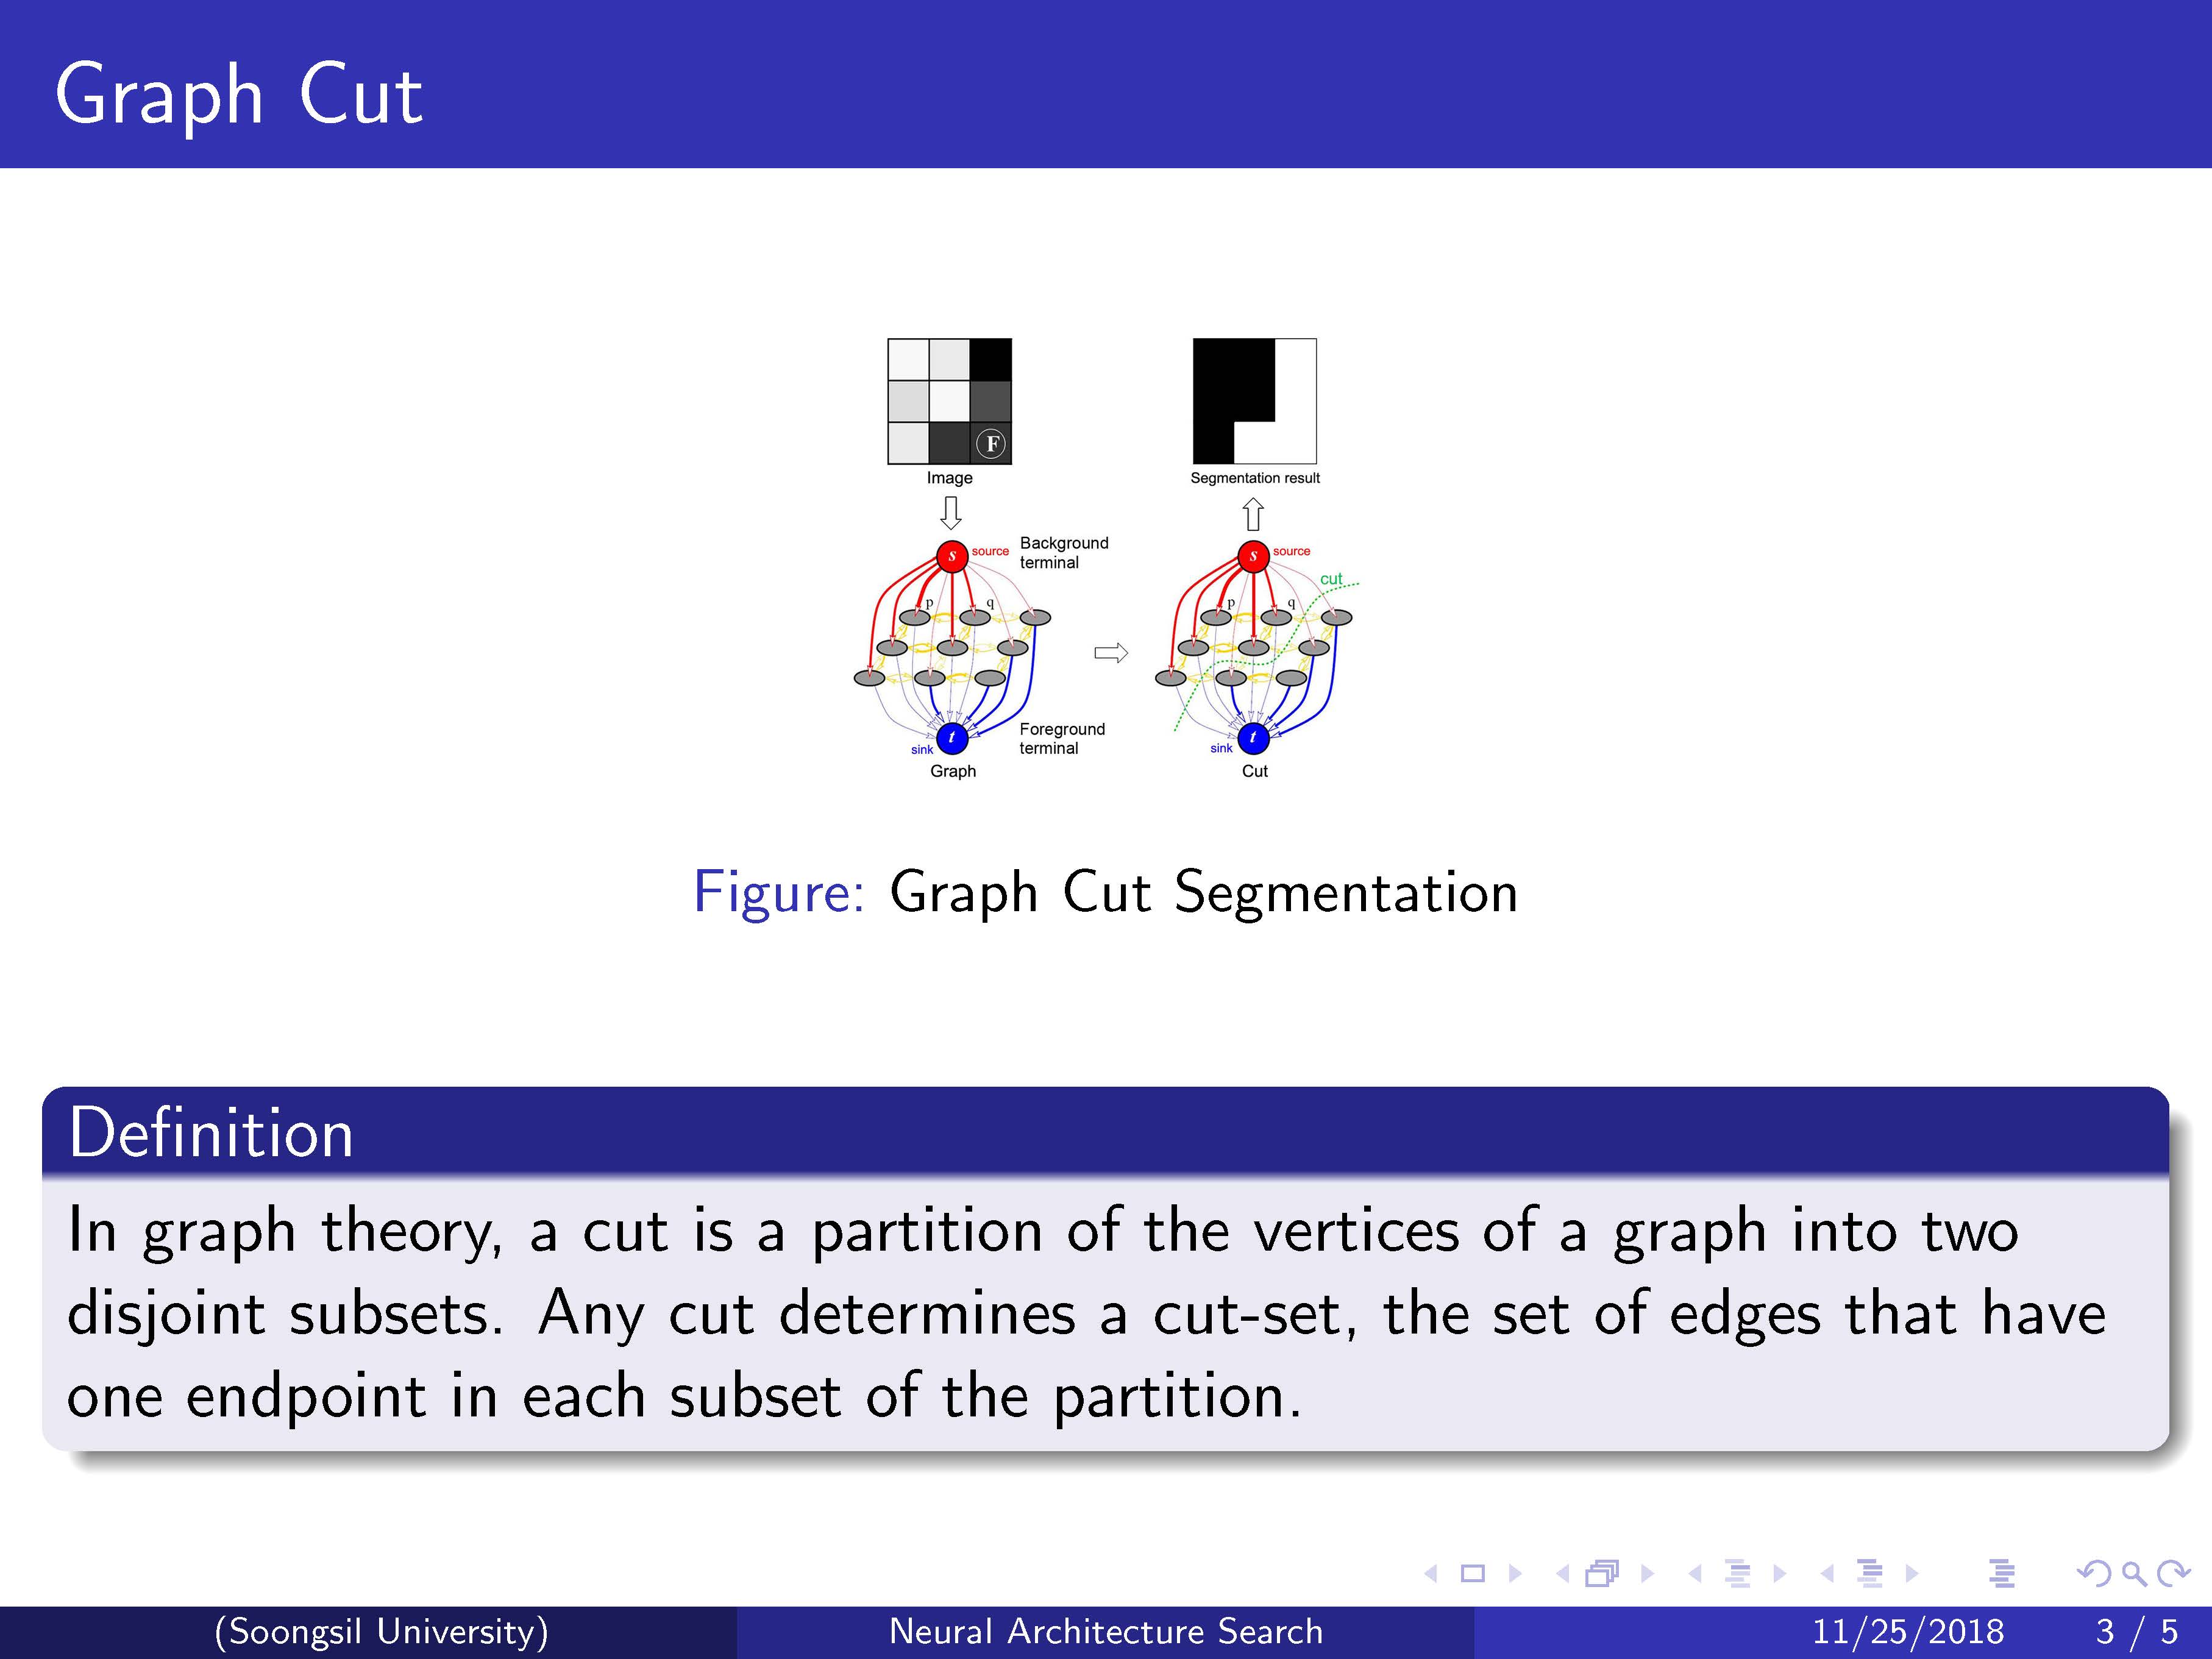 Graph Cut
F
Image
Segmentation result
s source Background
terminal
s source
cut
p q
p q
Foreground
terminal
t
sink
t
sink
Graph
Cut
Figure: Graph Cut Segmentation
Definition
In graph theory, a cut is a partition of the vertices of a graph into two
disjoint subsets. Any cut determines a cut-set, the set of edges that have
one endpoint in each subset of the partition.
(Soongsil University)
Neural Architecture Search
11/25/2018
3 / 5